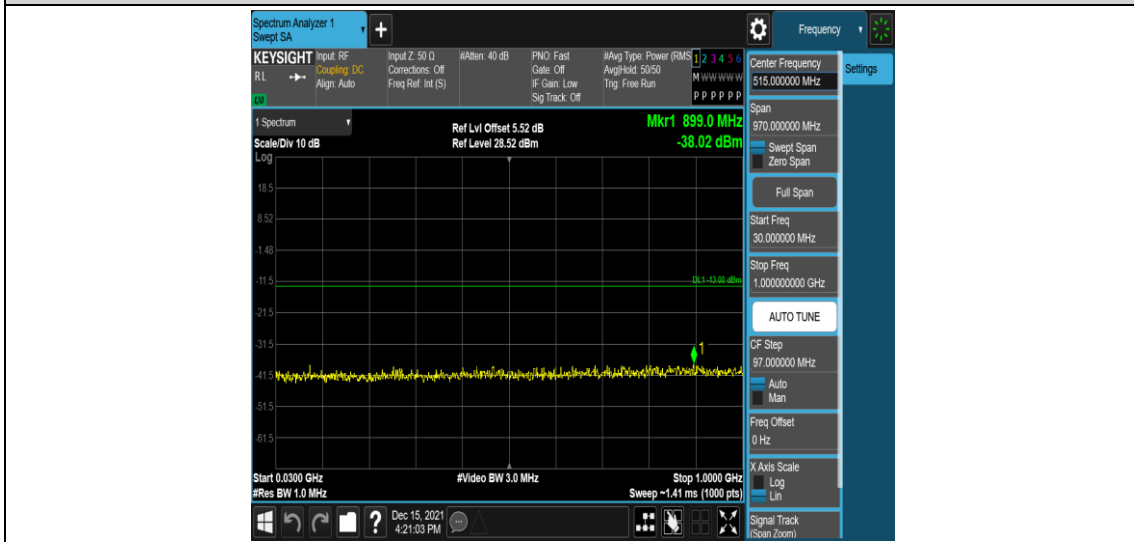 Spectrum Analyzer 1
Swept SA
+
Frequency
KEYSIGHT
RL
Input: RF
Coupling: DC
Align: Auto
Input Z: 50 Ω
Corrections: Off
Freq Ref: Int (S)
#Atten: 40 dB
PNO: Fast
Gate: Off
IF Gain: Low
Sig Track: Off
#Avg Type: Power (RMS
Avg|Hold: 50/50
Trig: Free Run
1 2 3 4 5 6
M W W W W W
P P P P P P
1 Spectrum
Scale/Div 10 dB
Log
Ref Lvl Offset 5.52 dB
Ref Level 28.52 dBm
Mkr1 899.0 MHz
-38.02 dBm
18.5
8.52
-1.48
-11.5
-21.5
-31.5
-41.5
-51.5
-61.5
DL1 -13.00 dBm
1
Start 0.0300 GHz
#Res BW 1.0 MHz
#Video BW 3.0 MHz
Stop 1.0000 GHz
Sweep ~1.41 ms (1000 pts)
Center Frequency
515.000000 MHz
Settings
Span
970.000000 MHz
Swept Span
Zero Span
Full Span
Start Freq
30.000000 MHz
Stop Freq
1.000000000 GHz
AUTO TUNE
CF Step
97.000000 MHz
Auto
Man
Freq Offset
0 Hz
X Axis Scale
Log
Lin
Signal Track
(Span Zoom)
?
Dec 15, 2021
4:21:03 PM